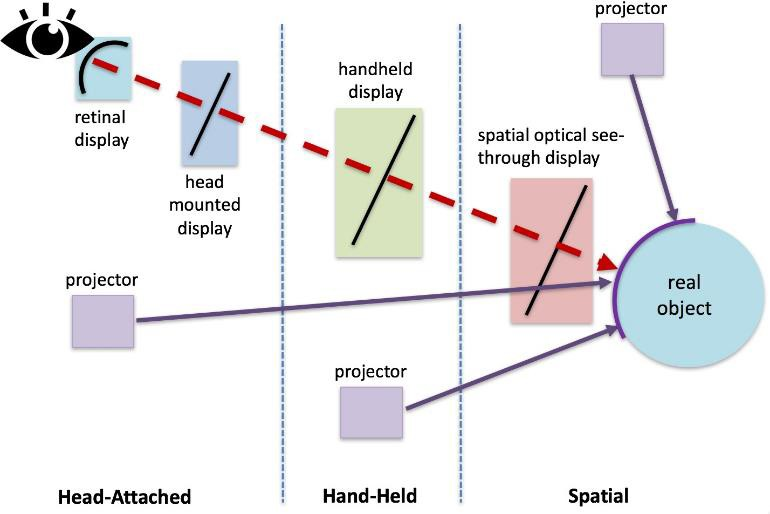 projector
handheld
display
retinal
display
spatial optical see-
through display
head
mounted
display
projector
real
object
projector
Head-Attached
Hand-Held
Spatial